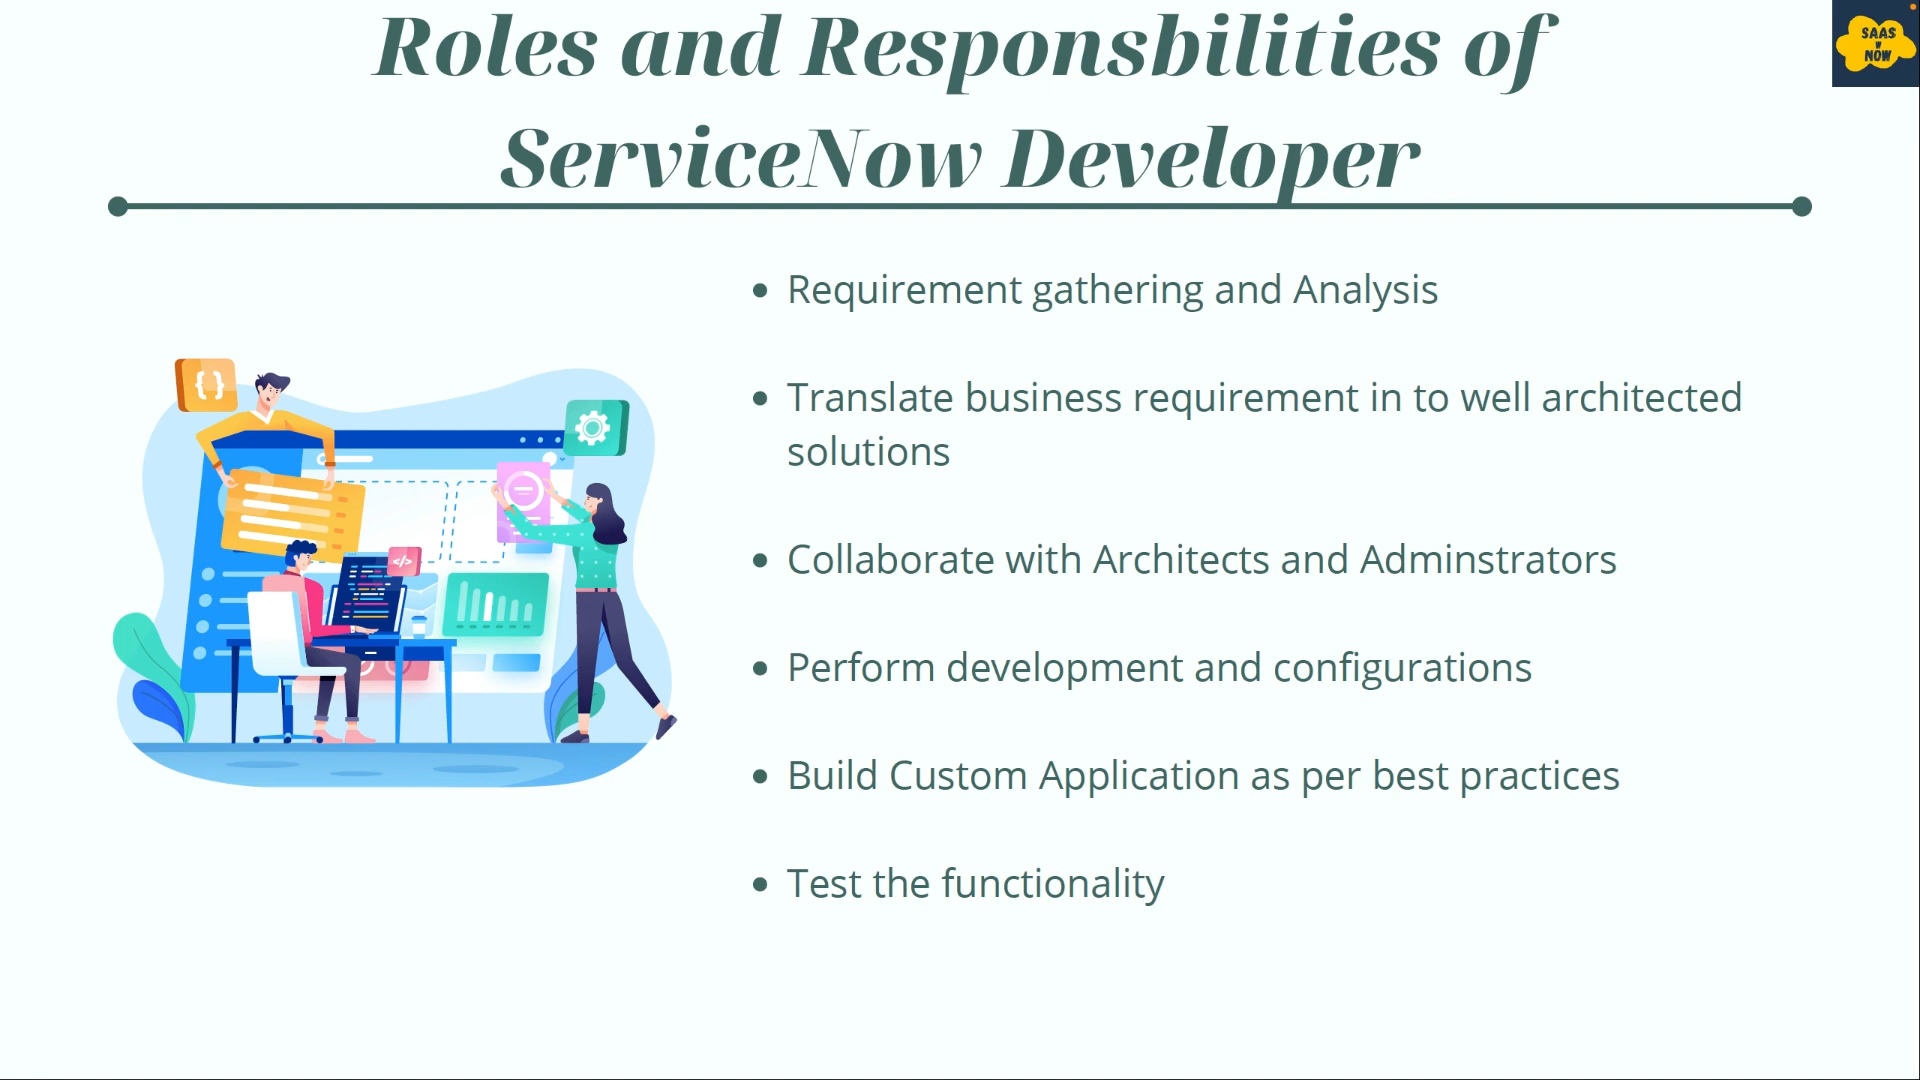 Roles and Responsbilities of
ServiceNow Developer
SAAS
N
NOW
{ }
</>
• Requirement gathering and Analysis
• Translate business requirement in to well architected
solutions
• Collaborate with Architects and Adminstrators
• Perform development and configurations
• Build Custom Application as per best practices
• Test the functionality